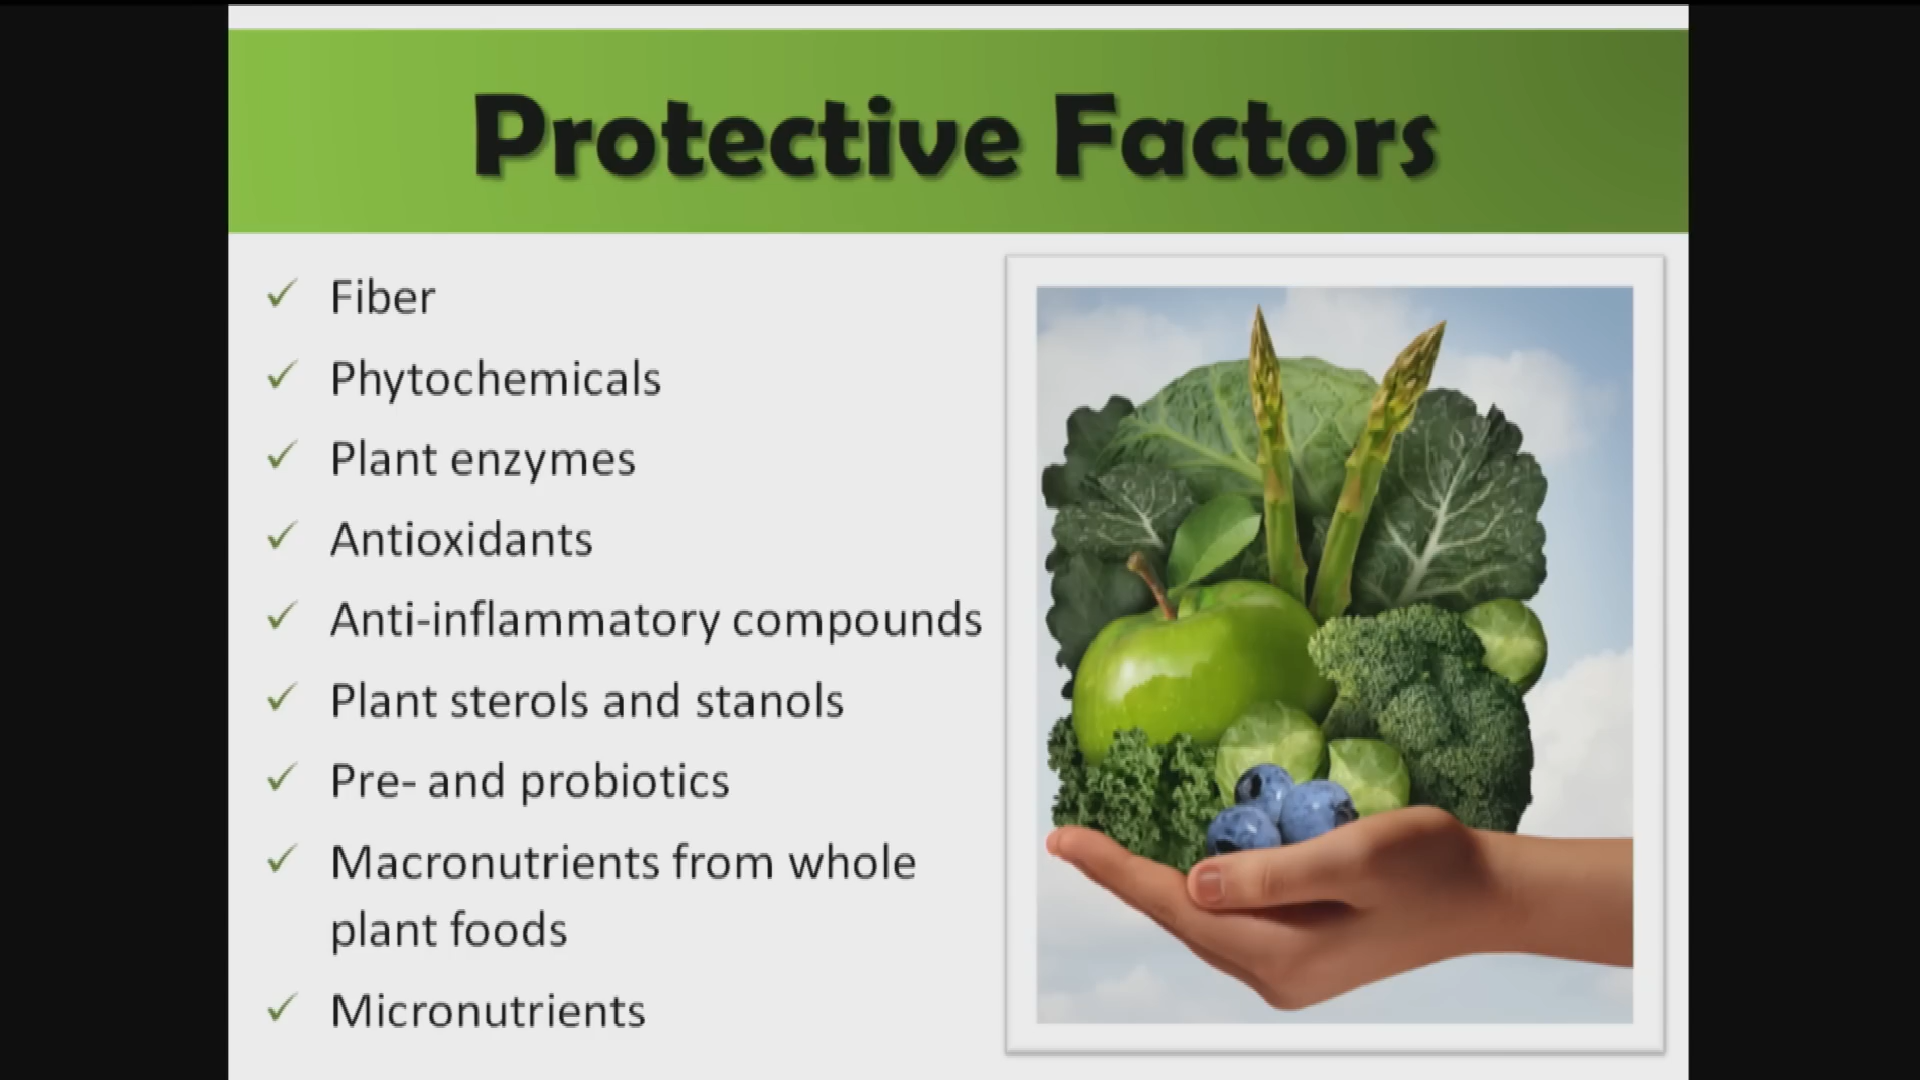 Protective Factors
Fiber
Phytochemicals
Plant enzymes
Antioxidants
Anti-inflammatory compounds
Plant sterols and stanols
Pre- and probiotics
Macronutrients from whole
plant foods
Micronutrients